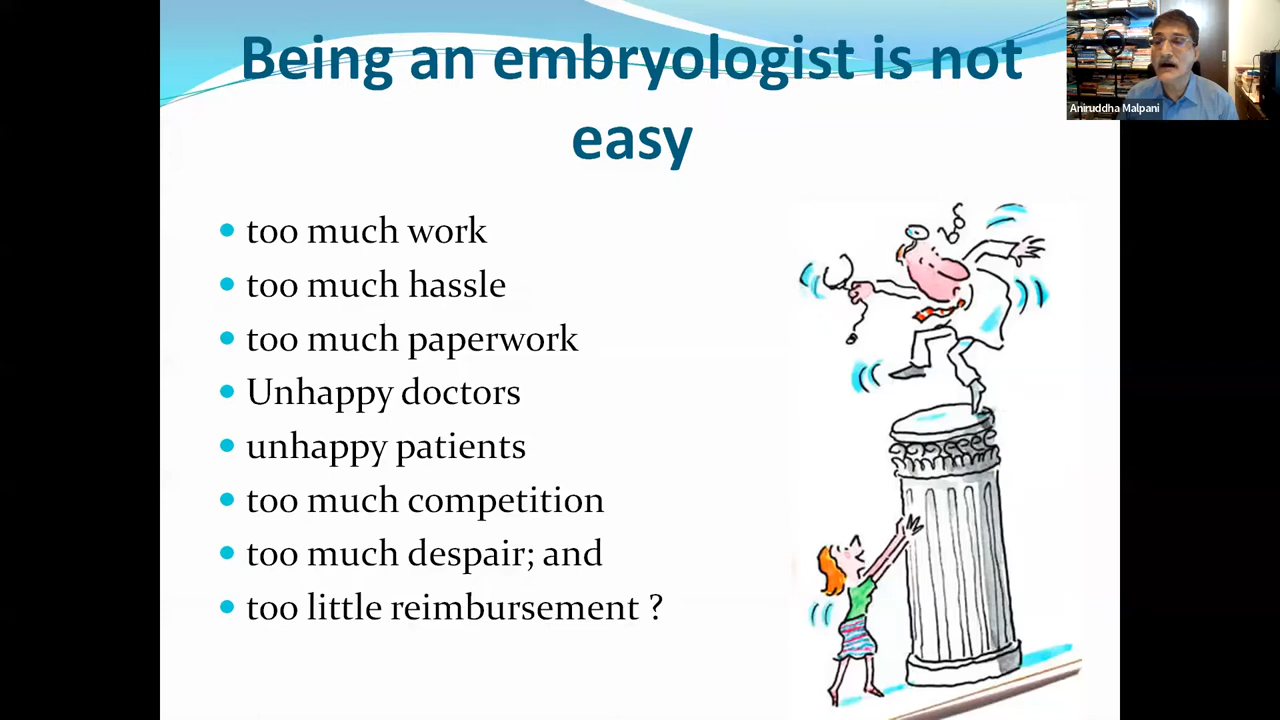 Being an embryologist is not
easy
Aniruddha Malpani
too much work
too much hassle
too much paperwork
Unhappy doctors
unhappy patients
too much competition
too much despair; and
too little reimbursement ?